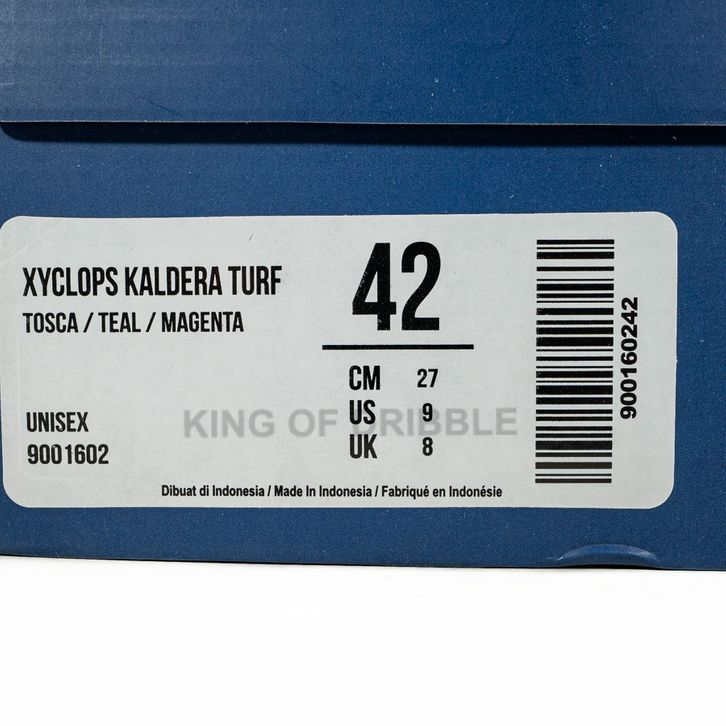 XYCLOPS KALDERA TURF
TOSCA / TEAL / MAGENTA
42
CM 27
US 9
UK 8
UNISEX
9001602
KING OF DRIBBLE
Dibuat di Indonesia / Made In Indonesia / Fabriqué en Indonésie
900160242